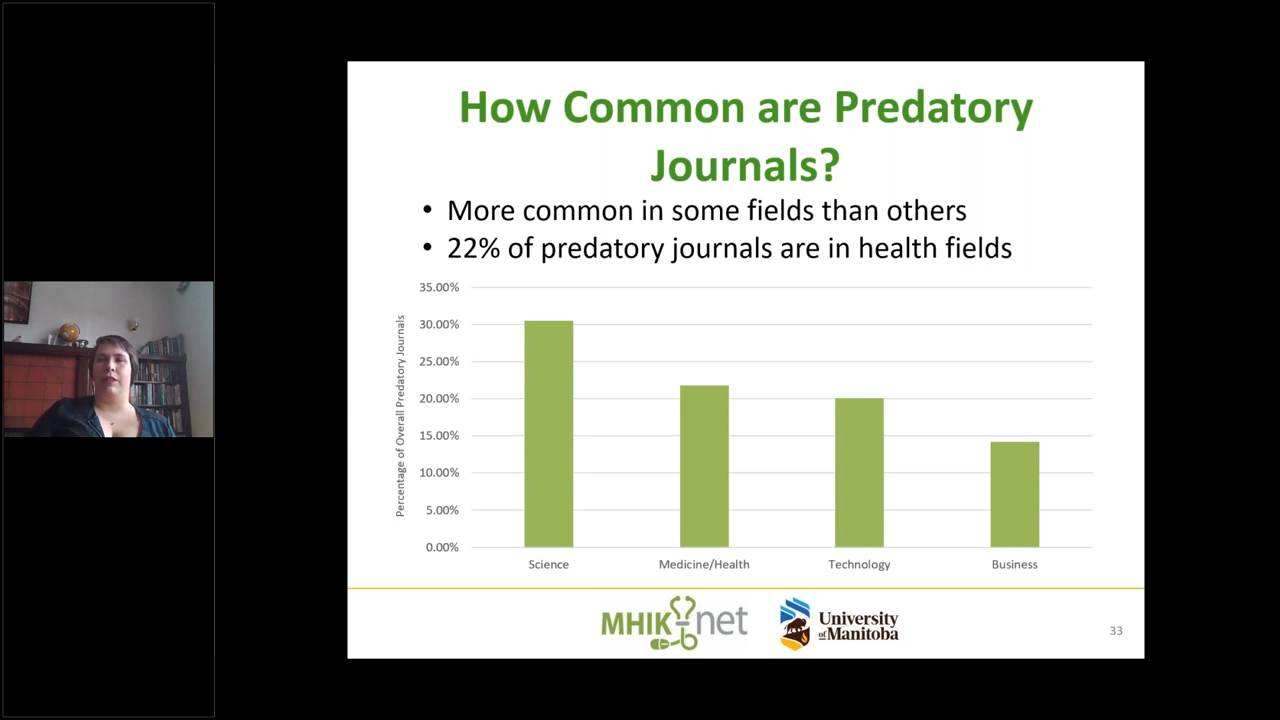 How Common are Predatory
Journals?
• More common in some fields than others
• 22% of predatory journals are in health fields
Percentage of Overall Predatory Journals
35.00%
30.00%
25.00%
20.00%
15.00%
10.00%
5.00%
0.00%
Science Medicine/Health Technology Business
MHIKnet
University
of Manitoba
33